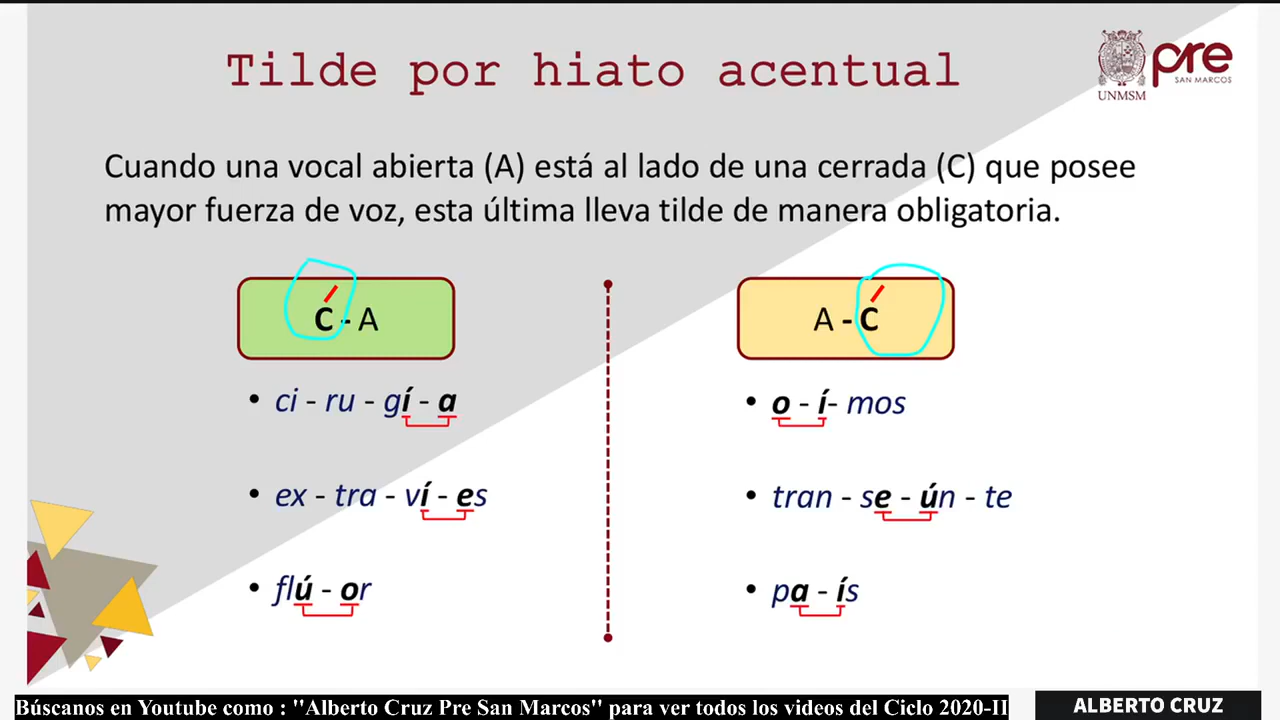 Tilde por hiato acentual
UNMSM
pre
SAN MARCOS
Cuando una vocal abierta (A) está al lado de una cerrada (C) que posee
mayor fuerza de voz, esta última lleva tilde de manera obligatoria.
Ć - A
A - Ć
• ci - ru - gí - a
• ex - tra - ví - es
• flú - or
• o - í- mos
• tran - se - ún - te
• pa - ís
Búscanos en Youtube como : "Alberto Cruz Pre San Marcos" para ver todos los videos del Ciclo 2020-II
ALBERTO CRUZ